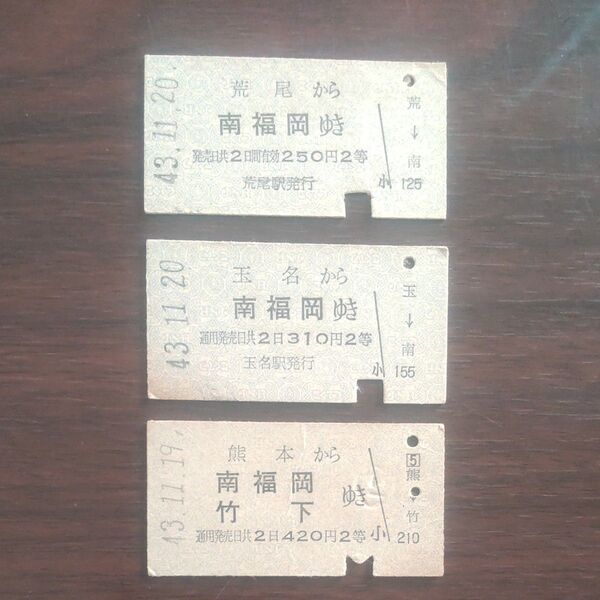 43.11.20.
荒尾から
南福岡ゆき
発売日共2日間有効250円2等
荒尾駅発行
荒
↓
南
小 125
43 11 20
玉名から
南福岡ゆき
通用発売日共2日310円2等
玉名駅発行
玉
↓
南
小 155
43.11.19.
熊本から
南福岡
竹下
ゆき
通用発売日共2日420円2等
5
熊
竹
小 210